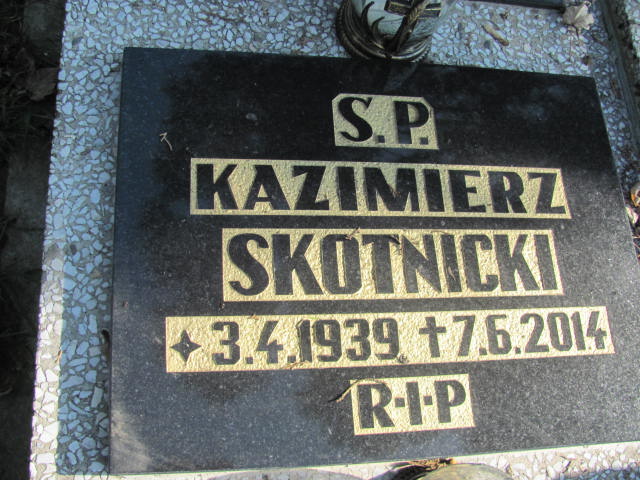 S.P.
KAZIMIERZ
SKOTNICKI
3.4.1939 ✝ 7.6.2014
R-I-P